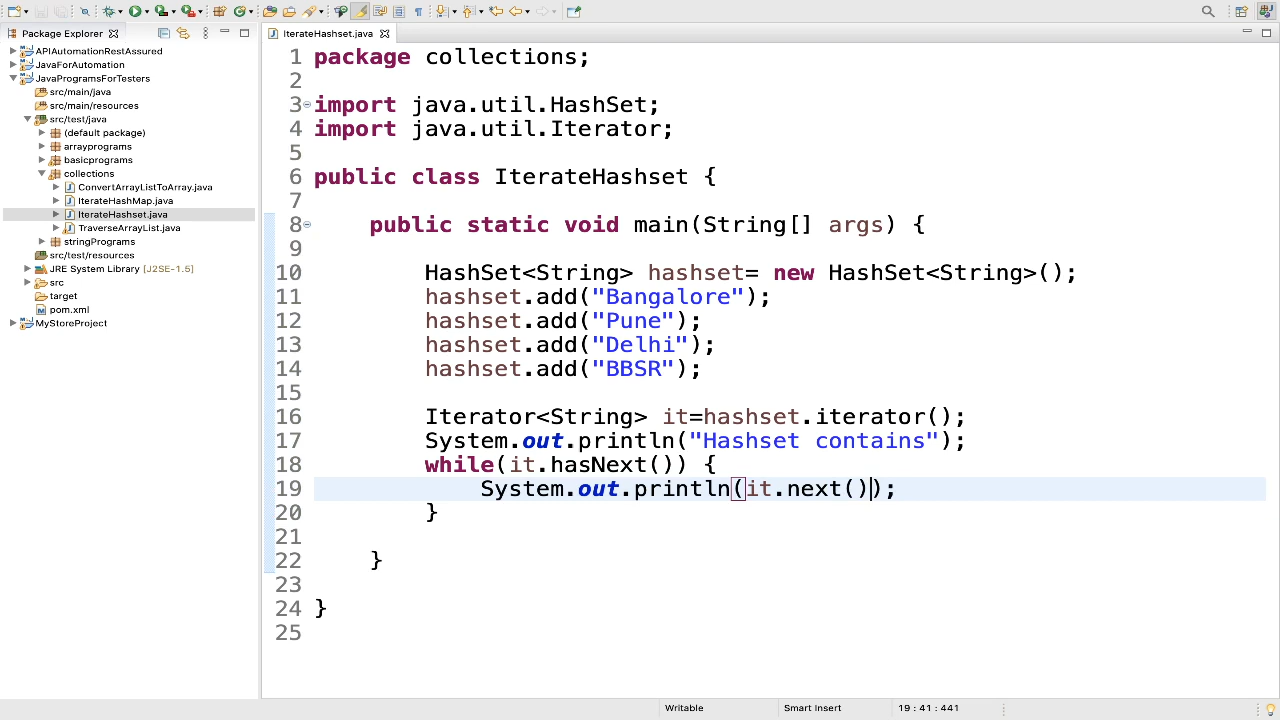 Package Explorer
APIAutomationRestAssured
JavaForAutomation
JavaProgramsForTesters
src/main/java
src/main/resources
src/test/java
(default package)
arrayprograms
basicprograms
collections
ConvertArrayListToArray.java
IterateHashMap.java
IterateHashset.java
TraverseArrayList.java
stringPrograms
src/test/resources
JRE System Library [J2SE-1.5]
src
target
pom.xml
MyStoreProject
IterateHashset.java
1 package collections;
2
3 import java.util.HashSet;
4 import java.util.Iterator;
5
6 public class IterateHashset {
7
8 public static void main(String[] args) {
9
10 HashSet<String> hashset= new HashSet<String>();
11 hashset.add("Bangalore");
12 hashset.add("Pune");
13 hashset.add("Delhi");
14 hashset.add("BBSR");
15
16 Iterator<String> it=hashset.iterator();
17 System.out.println("Hashset contains");
18 while(it.hasNext()) {
19 System.out.println(it.next());
20 }
21
22 }
23
24 }
25
Writable Smart Insert 19 : 41 : 441